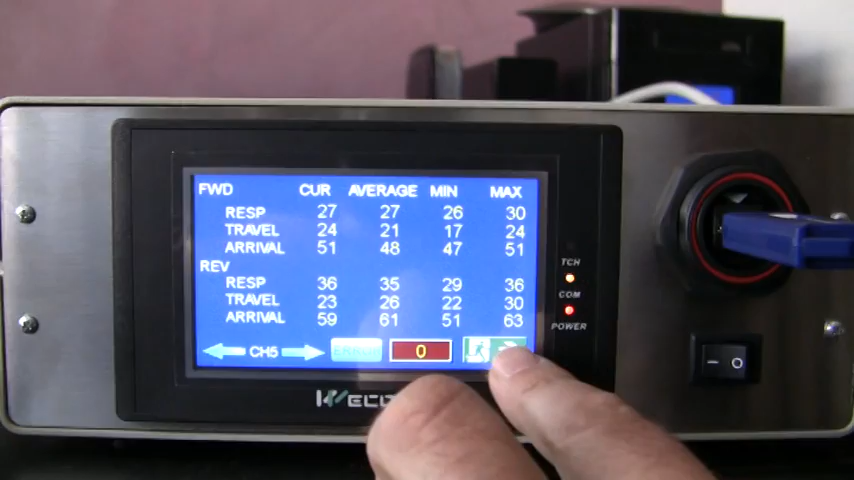 FWD CUR AVERAGE MIN MAX
RESP 27 27 26 30
TRAVEL 24 21 17 24
ARRIVAL 51 48 47 51
REV
RESP 36 35 29 36
TRAVEL 23 26 22 30
ARRIVAL 59 61 51 63
CH5 ERROR 0
TCH
COM
POWER